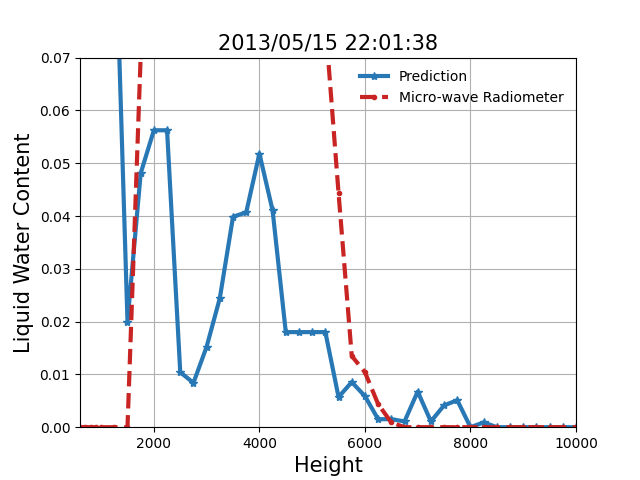 2013/05/15 22:01:38
Prediction
Micro-wave Radiometer
Liquid Water Content
0.07
0.06
0.05
0.04
0.03
0.02
0.01
0.00
2000 4000 6000 8000 10000
Height